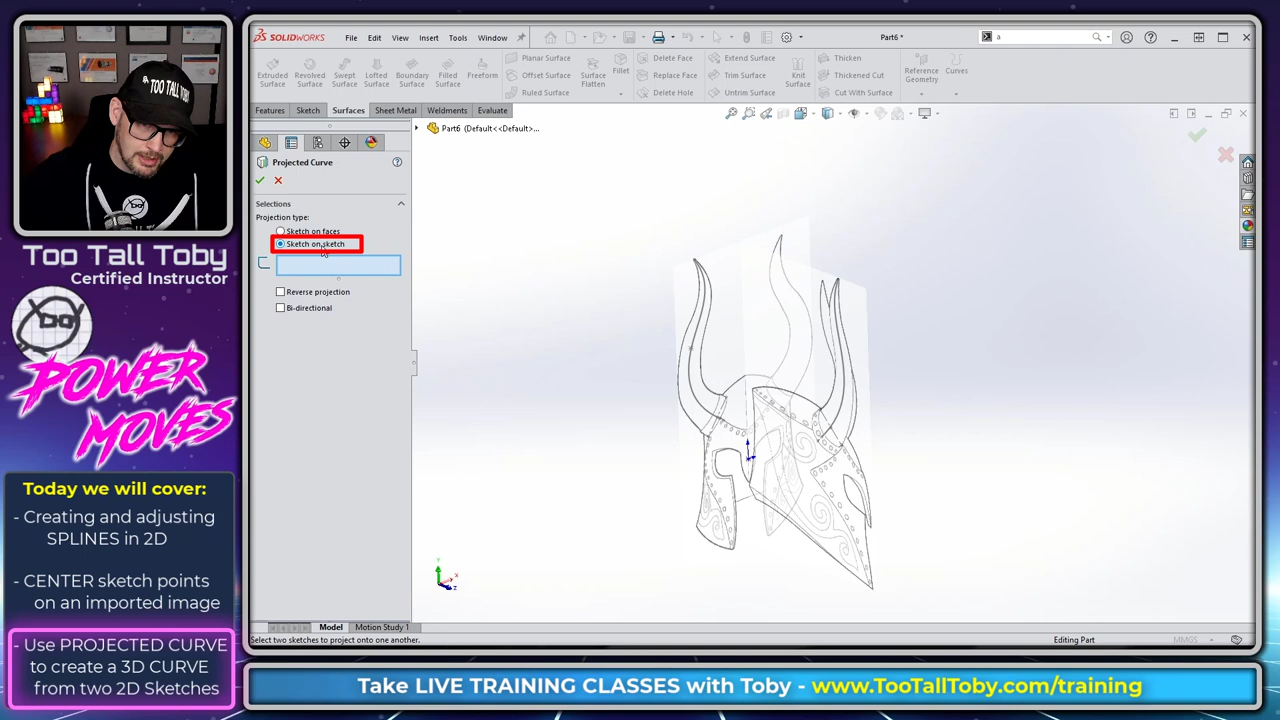 TOO TALL TOBY
Too Tall Toby
Certified Instructor
POWER
MOVES
Today we will cover:
- Creating and adjusting
SPLINES in 2D
- CENTER sketch points
on an imported image
- Use PROJECTED CURVE
to create a 3D CURVE
from two 2D Sketches
SOLIDWORKS
File Edit View Insert Tools Window
Part6 *
a
Extruded Surface
Revolved Surface
Swept Surface
Lofted Surface
Boundary Surface
Filled Surface
Freeform
Planar Surface
Offset Surface
Ruled Surface
Surface Flatten
Fillet
Delete Face
Replace Face
Delete Hole
Extend Surface
Trim Surface
Untrim Surface
Knit Surface
Thicken
Thickened Cut
Cut With Surface
Reference Geometry
Curves
Features Sketch Surfaces Sheet Metal Weldments Evaluate
Part6 (Default<<Default>...
Projected Curve
Selections
Projection type:
Sketch on faces
Sketch on sketch
Reverse projection
Bi-directional
Model Motion Study 1
Select two sketches to project onto one another.
Editing Part
MMGS
Take LIVE TRAINING CLASSES with Toby - www.TooTallToby.com/training